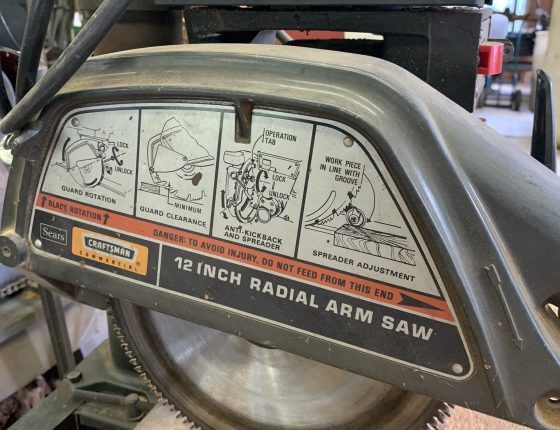 LOCK
UNLOCK
GUARD ROTATION
MINIMUM
GUARD CLEARANCE
OPERATION
TAB
LOCK
UNLOCK
ANTI-KICKBACK
AND SPREADER
WORK PIECE
IN LINE WITH
GROOVE
SPREADER ADJUSTMENT
BLADE ROTATION
DANGER: TO AVOID INJURY, DO NOT FEED FROM THIS END
Sears
CRAFTSMAN
COMMERCIAL
12 INCH RADIAL ARM SAW